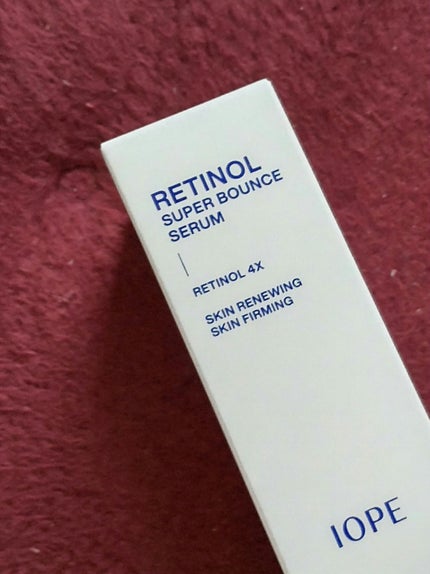 RETINOL
SUPER BOUNCE
SERUM
RETINOL 4X
SKIN RENEWING
SKIN FIRMING
IOPE